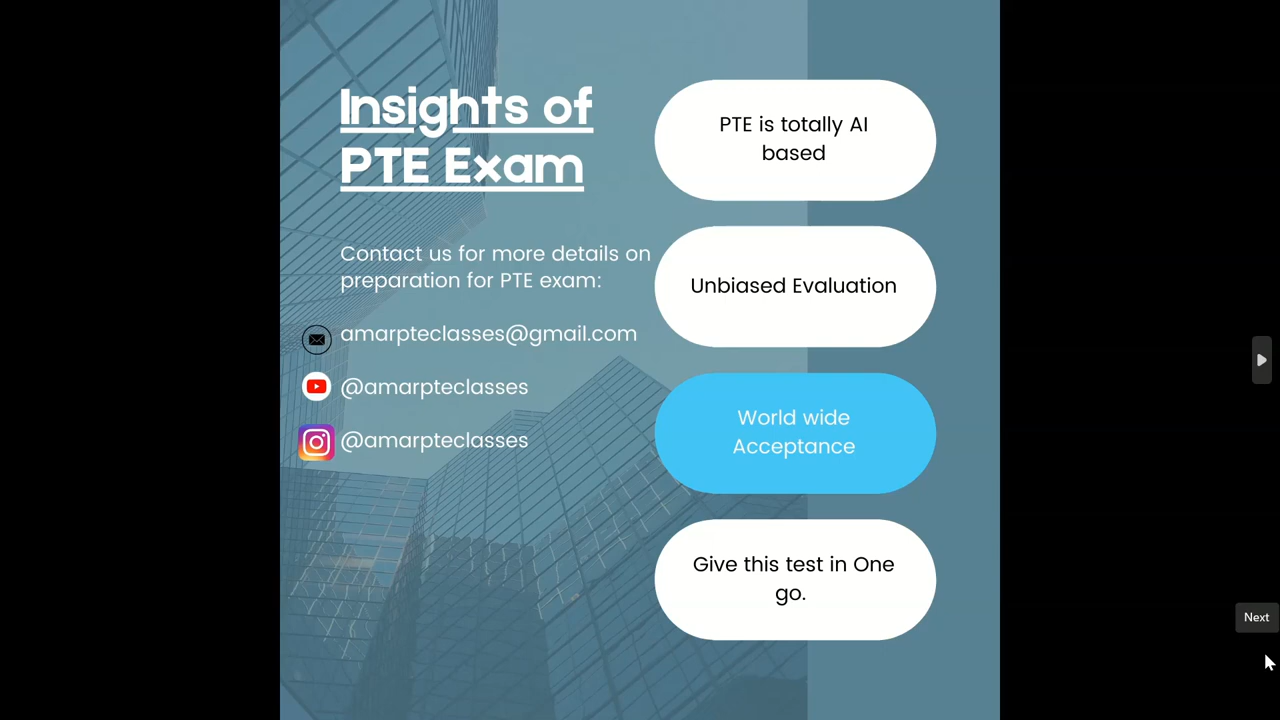 Insights of
PTE Exam
Contact us for more details on
preparation for PTE exam:
amarpteclasses@gmail.com
@amarpteclasses
@amarpteclasses
PTE is totally AI
based
Unbiased Evaluation
World wide
Acceptance
Give this test in One
go.
Next